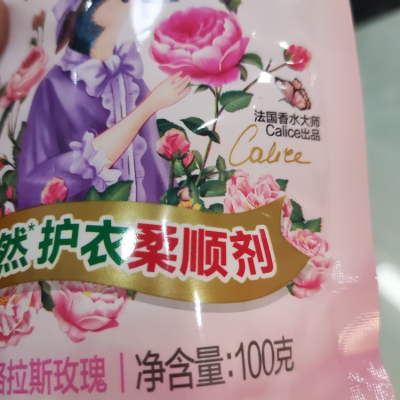 法国香水大师
Calice出品
Calice
然*护衣柔顺剂
格拉斯玫瑰 | 净含量:100克